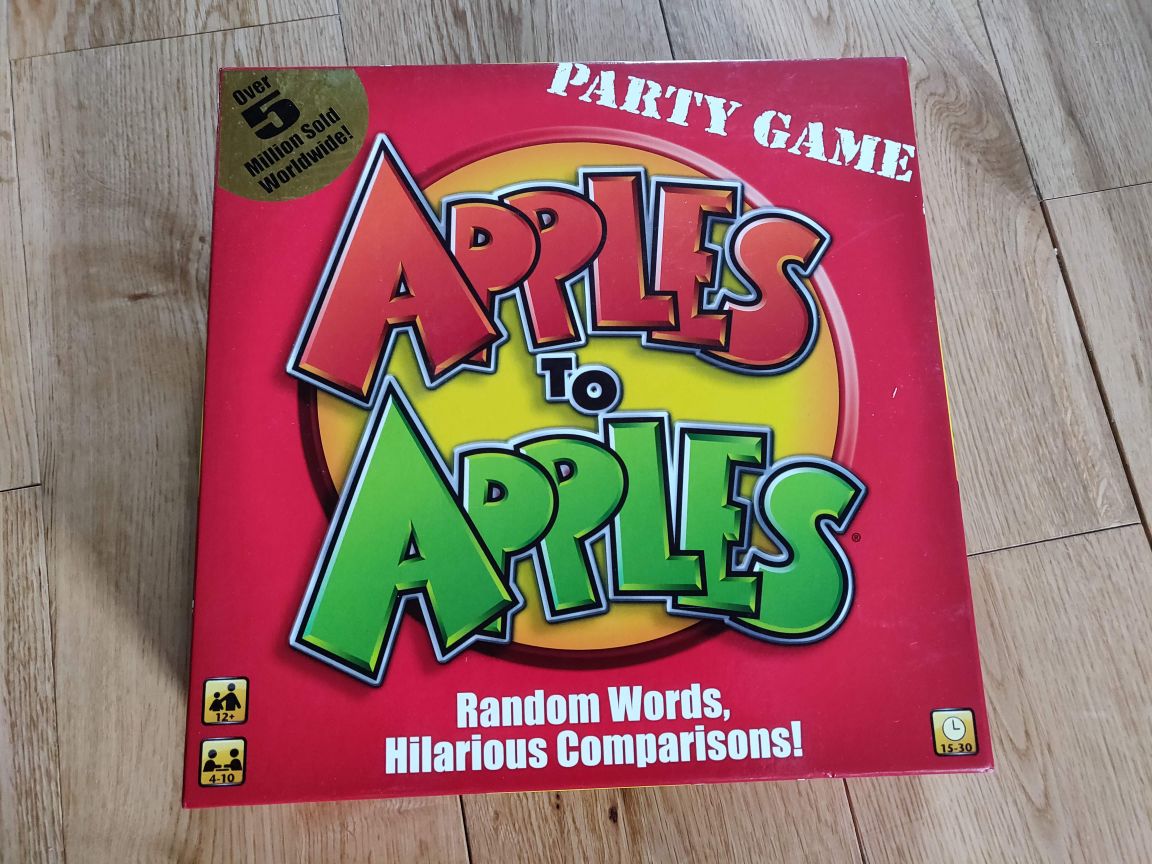 Over
5
Million Sold
Worldwide!
PARTY GAME
APPLES
TO
APPLES
®
Random Words,
Hilarious Comparisons!
12+
4-10
15-30